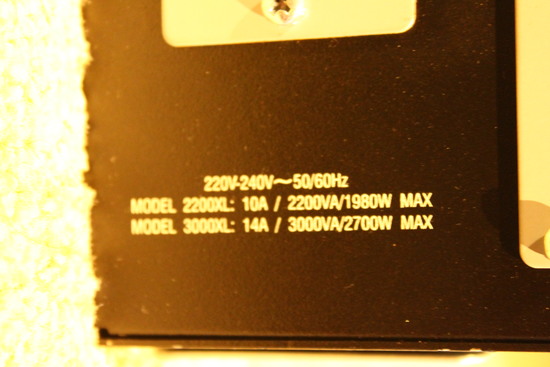 220V-240V～50/60Hz
MODEL 2200XL: 10A / 2200VA/1980W MAX
MODEL 3000XL: 14A / 3000VA/2700W MAX